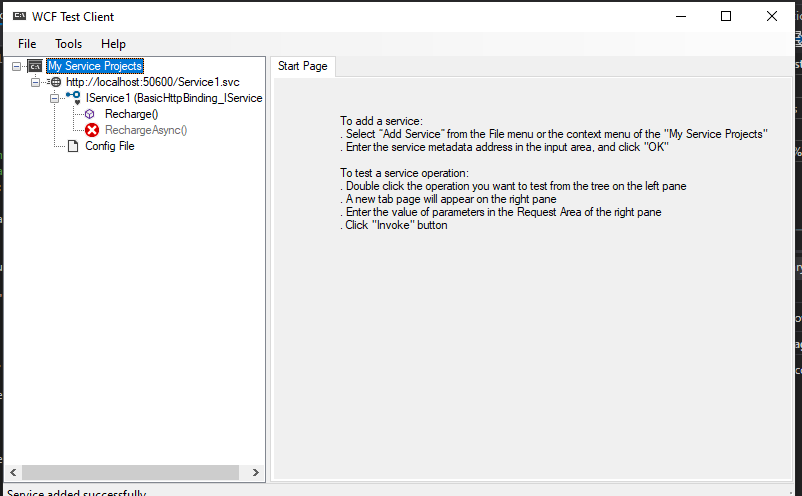 WCF Test Client
File Tools Help
My Service Projects
http://localhost:50600/Service1.svc
IService1 (BasicHttpBinding_IService
Recharge()
RechargeAsync()
Config File
Start Page
To add a service:
. Select "Add Service" from the File menu or the context menu of the "My Service Projects"
. Enter the service metadata address in the input area, and click "OK"
To test a service operation:
. Double click the operation you want to test from the tree on the left pane
. A new tab page will appear on the right pane
. Enter the value of parameters in the Request Area of the right pane
. Click "Invoke" button
Service added successfully